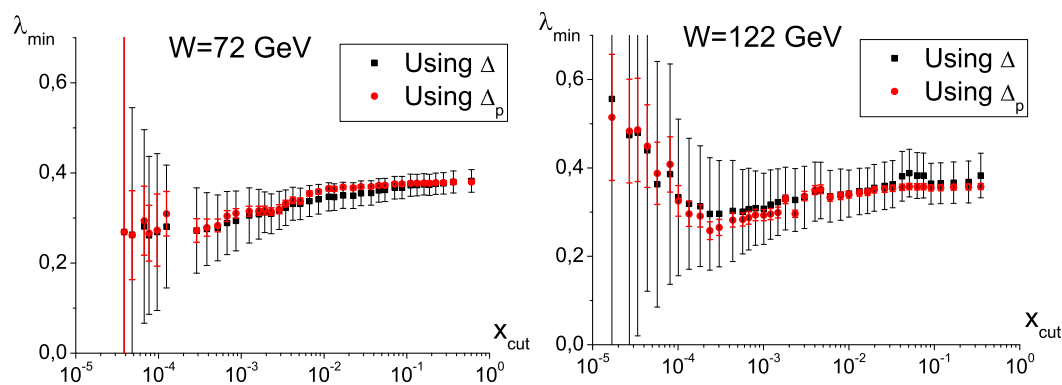 λmin
W=72 GeV
Using Δ
Using Δp
0,6
0,4
0,2
0,0
xcut
10-5
10-4
10-3
10-2
10-1
100
λmin
W=122 GeV
Using Δ
Using Δp
0,6
0,4
0,2
0,0
xcut
10-5
10-4
10-3
10-2
10-1
100